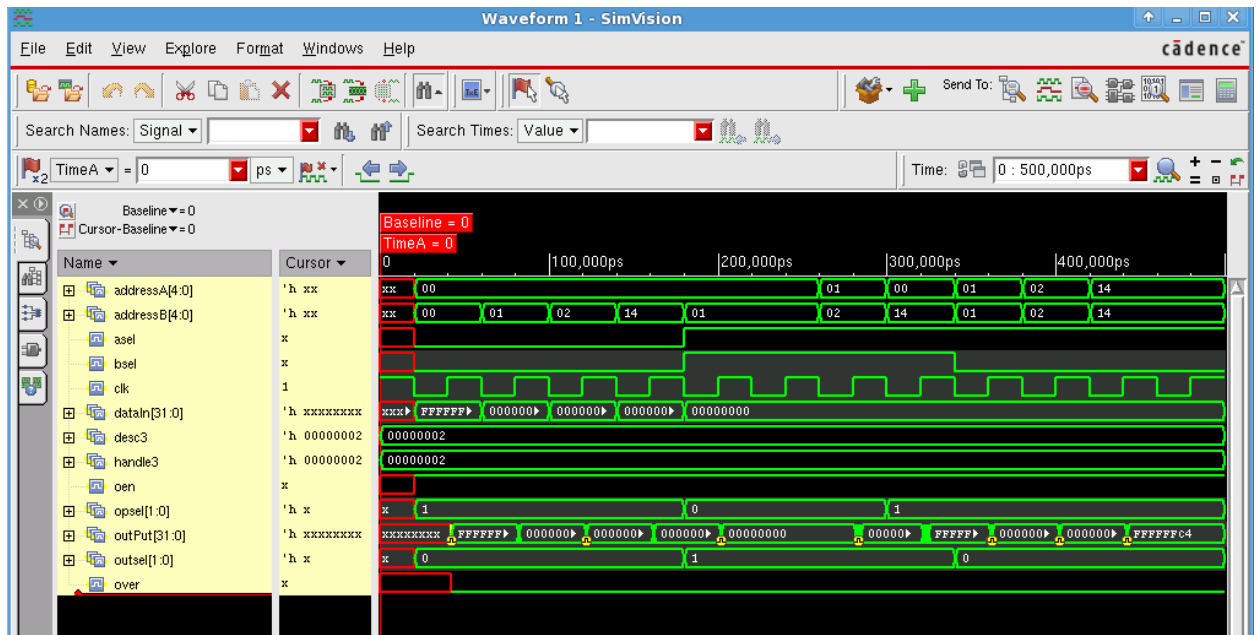 Waveform 1 - SimVision
File Edit View Explore Format Windows Help cādence
Send To:
Search Names: Signal Search Times: Value
x2 TimeA = 0 ps Time: 0 : 500,000ps
Baseline = 0
Cursor-Baseline = 0
Baseline = 0
TimeA = 0
Name Cursor 0 100,000ps 200,000ps 300,000ps 400,000ps
addressA[4:0] 'h xx xx 00 01 00 01 02 14
addressB[4:0] 'h xx xx 00 01 02 14 01 02 14 01 02 14
asel x
bsel x
clk 1
dataIn[31:0] 'h xxxxxxxx xxx FFFFFF 000000 000000 000000 00000000
desc3 'h 00000002 00000002
handle3 'h 00000002 00000002
oen x
opsel[1:0] 'h x x 1 0 1
outPut[31:0] 'h xxxxxxxx xxxxxxxx FFFFFF 000000 000000 000000 00000000 00000 FFFFF 000000 000000 FFFFFFc4
outsel[1:0] 'h x x 0 1 0
over x